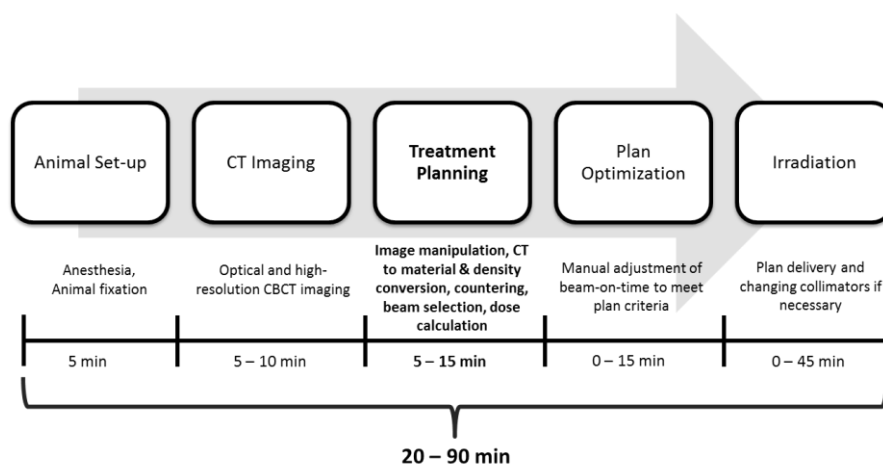 Animal Set-up
CT Imaging
Treatment
Planning
Plan
Optimization
Irradiation
Anesthesia,
Animal fixation
Optical and high-
resolution CBCT imaging
Image manipulation, CT
to material & density
conversion, countering,
beam selection, dose
calculation
Manual adjustment of
beam-on-time to meet
plan criteria
Plan delivery and
changing collimators if
necessary
5 min
5 – 10 min
5 – 15 min
0 – 15 min
0 – 45 min
20 – 90 min